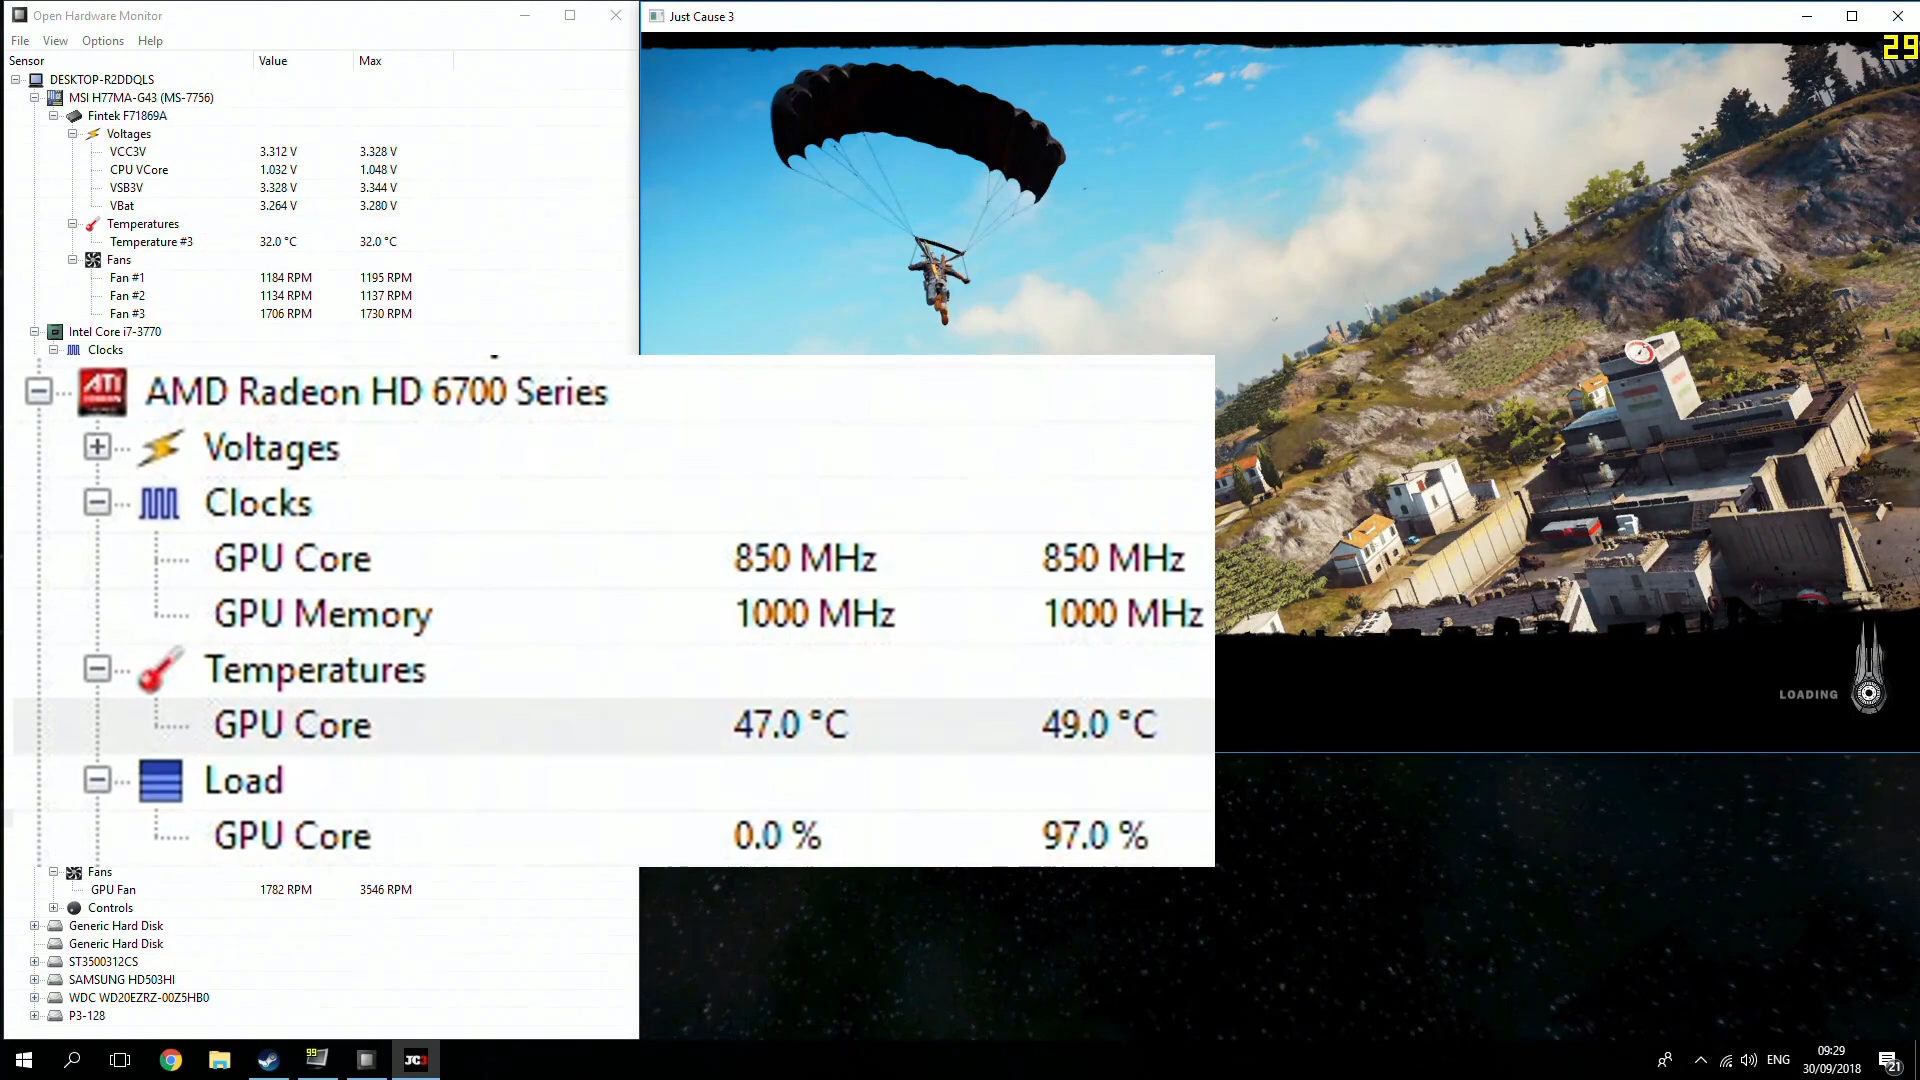 Open Hardware Monitor
File View Options Help
Sensor Value Max
DESKTOP-R2DDQLS
MSI H77MA-G43 (MS-7756)
Fintek F71869A
Voltages
VCC3V 3.312 V 3.328 V
CPU VCore 1.032 V 1.048 V
VSB3V 3.328 V 3.344 V
VBat 3.264 V 3.280 V
Temperatures
Temperature #3 32.0 °C 32.0 °C
Fans
Fan #1 1184 RPM 1195 RPM
Fan #2 1134 RPM 1137 RPM
Fan #3 1706 RPM 1730 RPM
Intel Core i7-3770
Clocks
ATI
AMD Radeon HD 6700 Series
Voltages
Clocks
GPU Core 850 MHz 850 MHz
GPU Memory 1000 MHz 1000 MHz
Temperatures
GPU Core 47.0 °C 49.0 °C
Load
GPU Core 0.0 % 97.0 %
Fans
GPU Fan 1782 RPM 3546 RPM
Controls
Generic Hard Disk
Generic Hard Disk
ST3500312CS
SAMSUNG HD503HI
WDC WD20EZRZ-00Z5HB0
P3-128
Just Cause 3
29
LOADING
99
JC3
ENG
09:29
30/09/2018
21